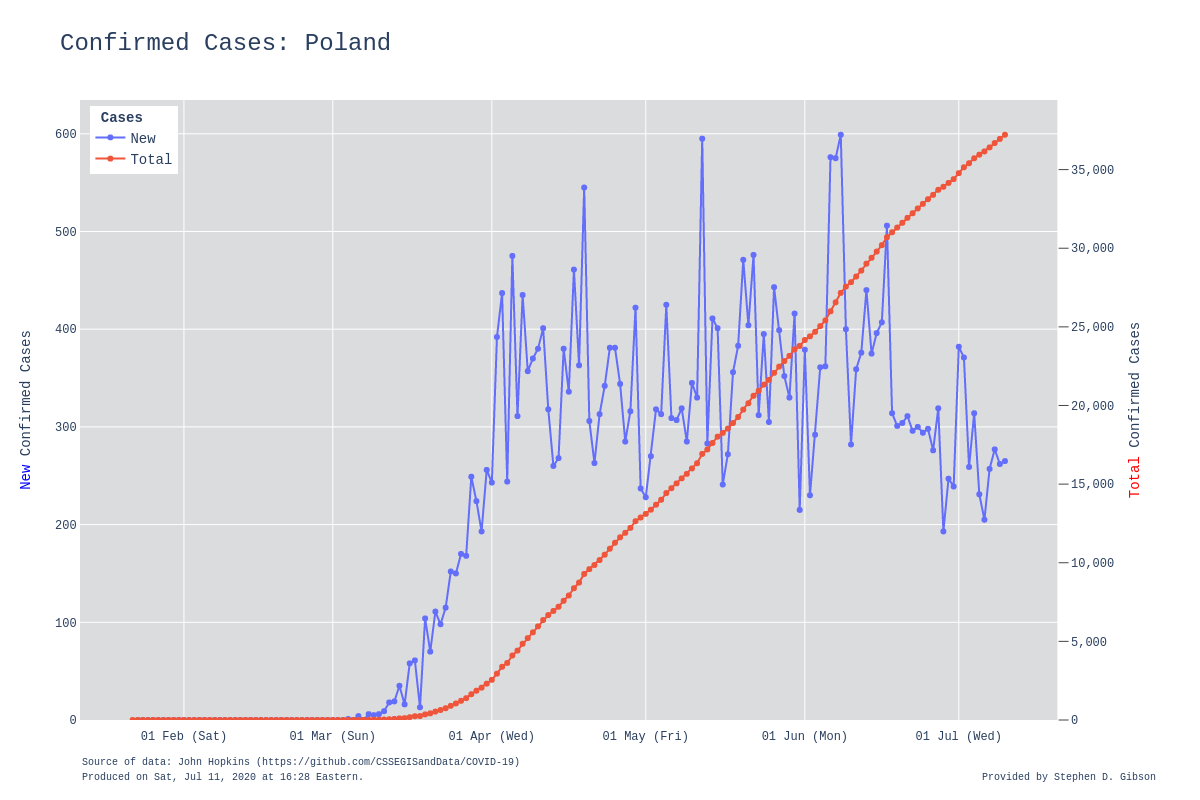 Confirmed Cases: Poland
Cases
New
Total
600
500
400
300
200
100
0
35,000
30,000
25,000
20,000
15,000
10,000
5,000
0
New Confirmed Cases
Total Confirmed Cases
01 Feb (Sat)
01 Mar (Sun)
01 Apr (Wed)
01 May (Fri)
01 Jun (Mon)
01 Jul (Wed)
Source of data: John Hopkins (https://github.com/CSSEGISandData/COVID-19)
Produced on Sat, Jul 11, 2020 at 16:28 Eastern.
Provided by Stephen D. Gibson